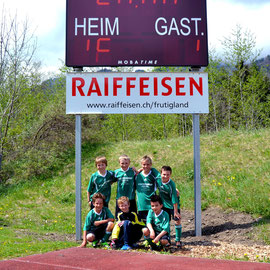 HEIM GAST.
MOBATIME
RAIFFEISEN
www.raiffeisen.ch/frutigland